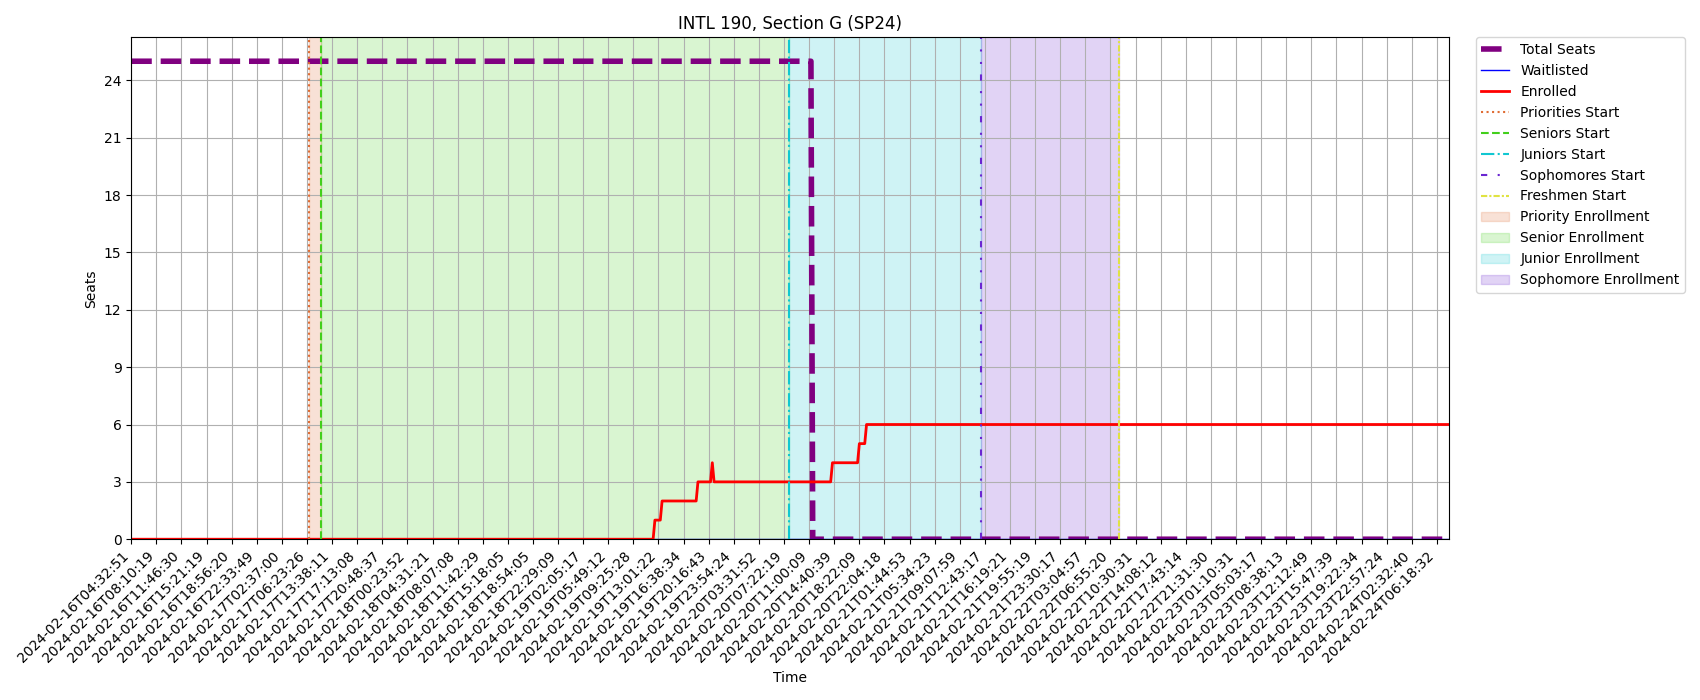 INTL 190, Section G (SP24)
Seats
24
21
18
15
12
9
6
3
0
2024-02-16T04:32:51
2024-02-16T08:10:19
2024-02-16T11:46:30
2024-02-16T15:21:19
2024-02-16T18:56:20
2024-02-16T22:33:49
2024-02-17T02:37:00
2024-02-17T06:23:26
2024-02-17T13:38:11
2024-02-17T17:13:08
2024-02-17T20:48:37
2024-02-18T00:23:52
2024-02-18T04:31:21
2024-02-18T08:07:08
2024-02-18T11:42:29
2024-02-18T15:18:05
2024-02-18T18:54:05
2024-02-18T22:29:09
2024-02-19T02:05:17
2024-02-19T05:49:12
2024-02-19T09:25:28
2024-02-19T13:01:22
2024-02-19T16:38:34
2024-02-19T20:16:43
2024-02-19T23:54:24
2024-02-20T03:31:52
2024-02-20T07:22:19
2024-02-20T11:00:09
2024-02-20T14:40:39
2024-02-20T18:22:09
2024-02-20T22:04:18
2024-02-21T01:44:53
2024-02-21T05:34:23
2024-02-21T09:07:59
2024-02-21T12:43:17
2024-02-21T16:19:21
2024-02-21T19:55:19
2024-02-21T23:30:17
2024-02-22T03:04:57
2024-02-22T06:55:20
2024-02-22T10:30:31
2024-02-22T14:08:12
2024-02-22T17:43:14
2024-02-22T21:31:30
2024-02-23T01:10:31
2024-02-23T05:03:17
2024-02-23T08:38:13
2024-02-23T12:12:49
2024-02-23T15:47:39
2024-02-23T19:22:34
2024-02-23T22:57:24
2024-02-24T02:32:40
2024-02-24T06:18:32
Time
Total Seats
Waitlisted
Enrolled
Priorities Start
Seniors Start
Juniors Start
Sophomores Start
Freshmen Start
Priority Enrollment
Senior Enrollment
Junior Enrollment
Sophomore Enrollment